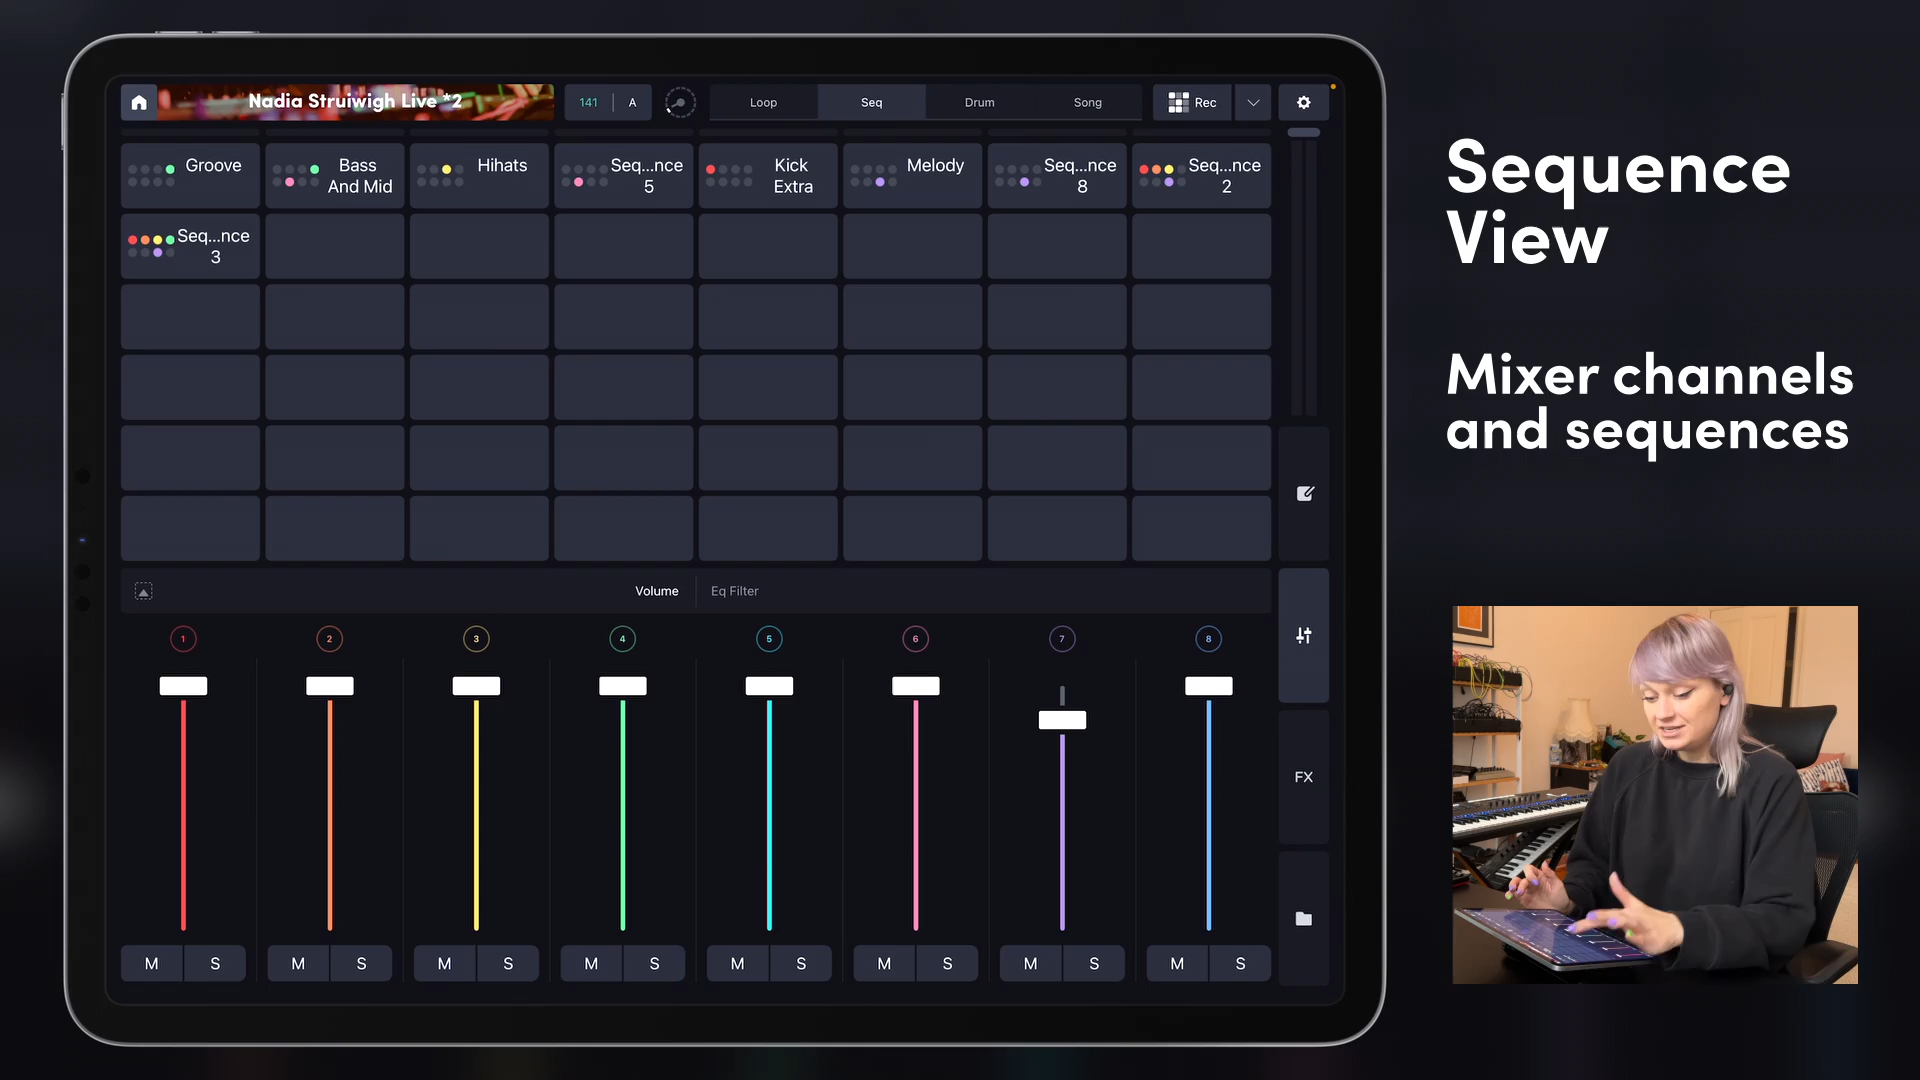 Nadia Struiwigh Live *2
141 A
Loop Seq Drum Song
Rec
Groove
Bass
And Mid
Hihats
Seq...nce
5
Kick
Extra
Melody
Seq...nce
8
Seq...nce
2
Seq...nce
3
Volume Eq Filter
1 2 3 4 5 6 7 8
FX
M S M S M S M S M S M S M S M S
Sequence
View
Mixer channels
and sequences